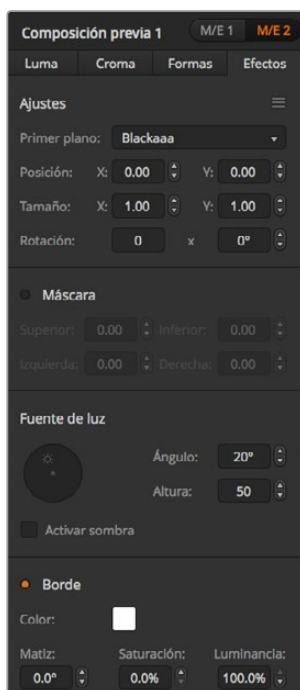 Composición previa 1 M/E 1 M/E 2
Luma Croma Formas Efectos
Ajustes
Primer plano: Blackaaa
Posición: X: 0.00 Y: 0.00
Tamaño: X: 1.00 Y: 1.00
Rotación: 0 x 0°
Máscara
Superior: 0.00 Inferior: 0.00
Izquierda: 0.00 Derecha: 0.00
Fuente de luz
Ángulo: 20°
Altura: 50
Activar sombra
Borde
Color:
Matiz: Saturación: Luminancia:
0.0° 0.0% 100.0%